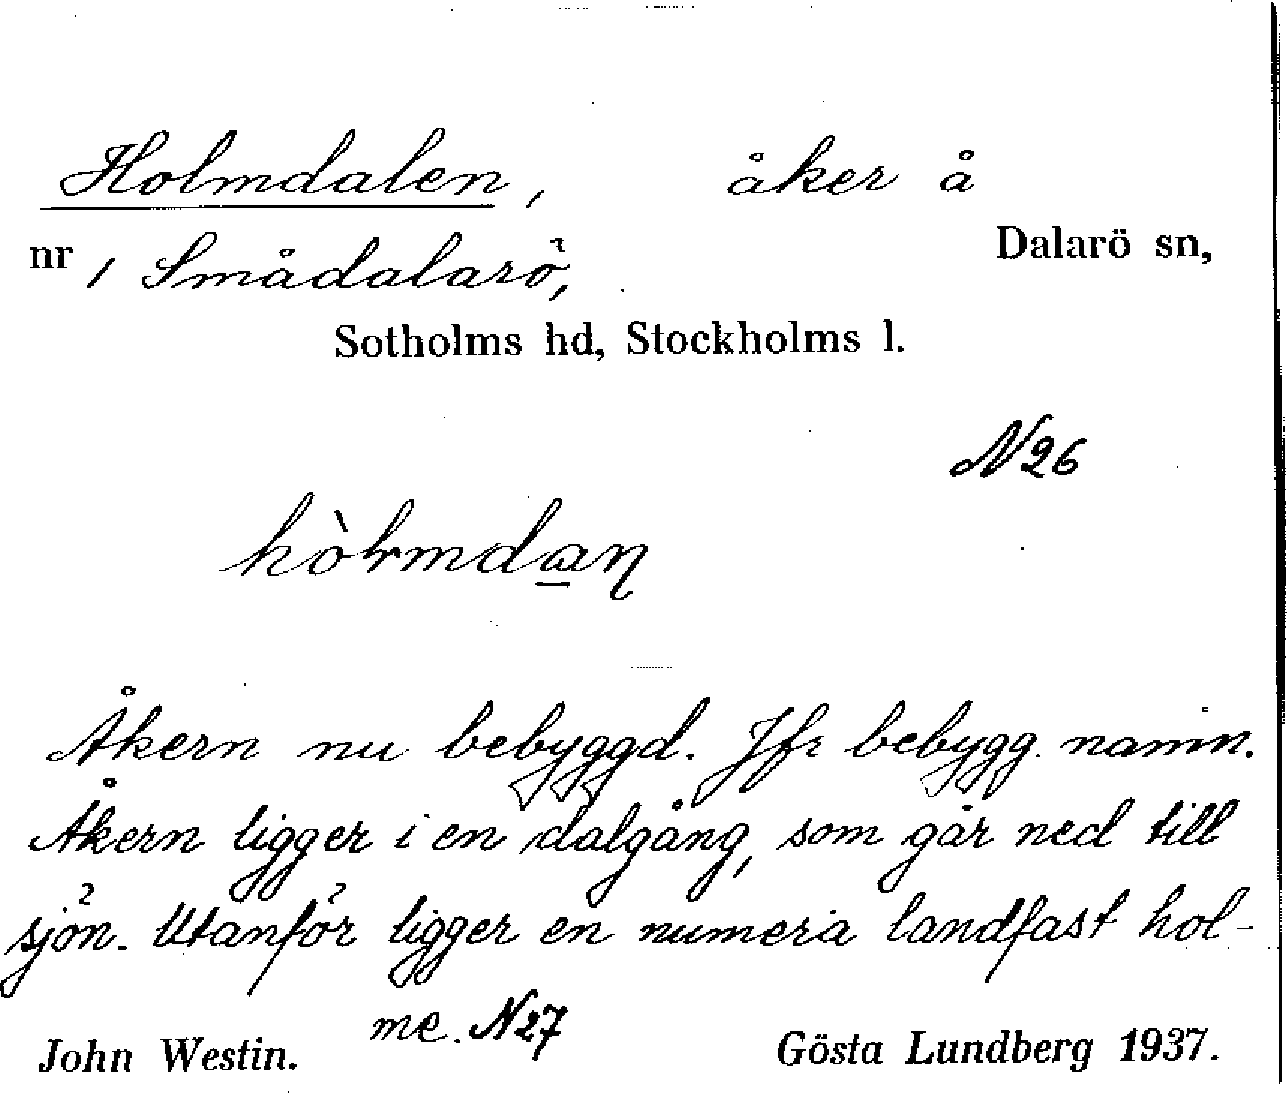 Holmdalen, åker å
nr 1 Smådalarö, Dalarö sn,
Sotholms hd, Stockholms l.
N26
Åkern nu bebyggd. Jfr bebygg. namn.
Åkern ligger i en dalgång, som går ned till
sjön. Utanför ligger en numera landfast hol-
me. N27
John Westin. Gösta Lundberg 1937.